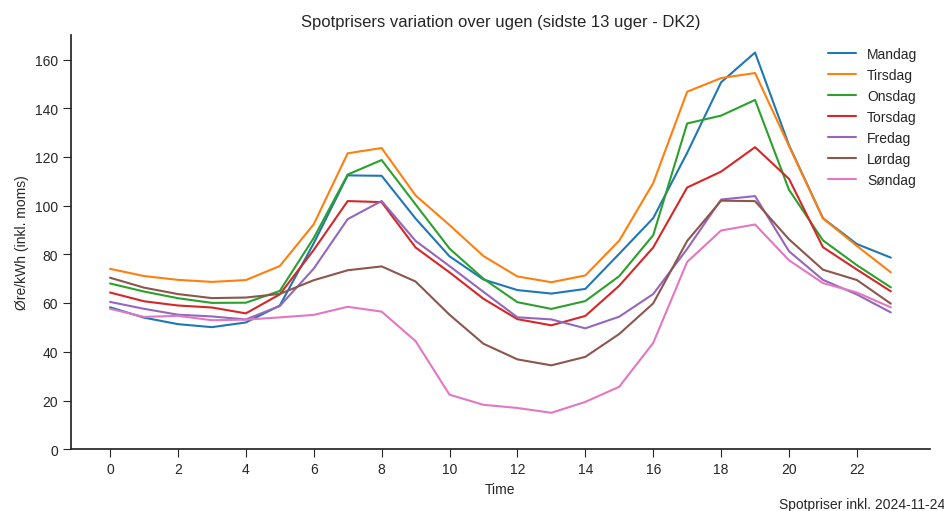 Spotprisers variation over ugen (sidste 13 uger - DK2)
Øre/kWh (inkl. moms)
160
140
120
100
80
60
40
20
0
Mandag
Tirsdag
Onsdag
Torsdag
Fredag
Lørdag
Søndag
0 2 4 6 8 10 12 14 16 18 20 22
Time
Spotpriser inkl. 2024-11-24